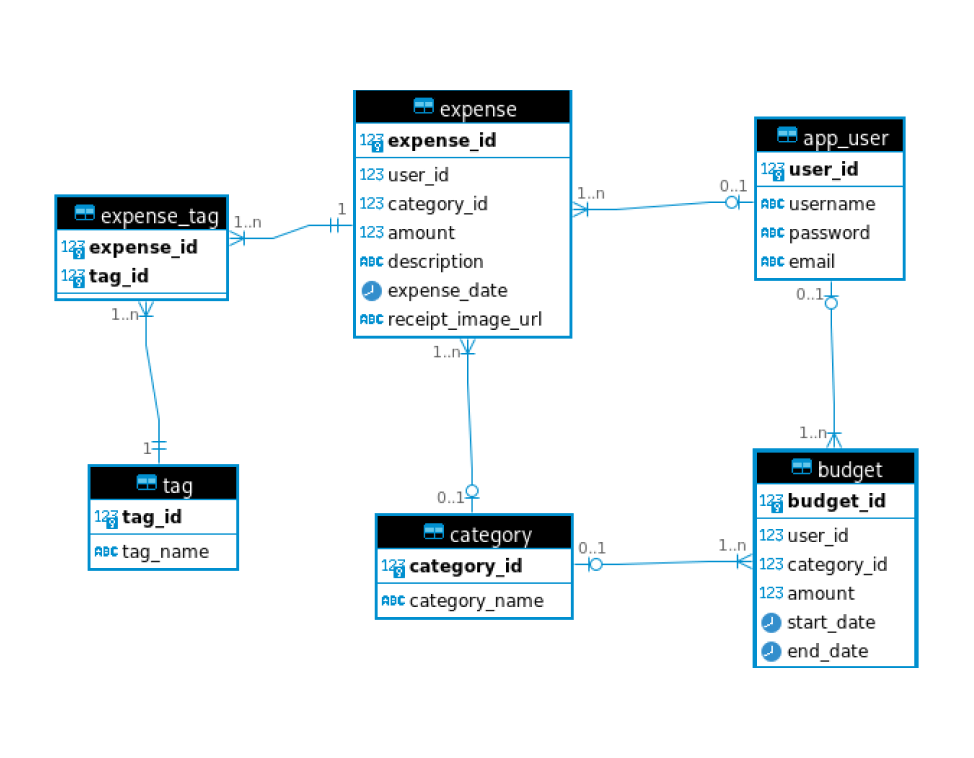 expense
123 expense_id
123 user_id
123 category_id
123 amount
ABC description
expense_date
ABC receipt_image_url
app_user
123 user_id
ABC username
ABC password
ABC email
expense_tag
123 expense_id
123 tag_id
1..n
1
1..n
0..1
0..1
1..n
1..n
1
1..n
0..1
0..1
1..n
tag
123 tag_id
ABC tag_name
category
123 category_id
ABC category_name
budget
123 budget_id
123 user_id
123 category_id
123 amount
start_date
end_date